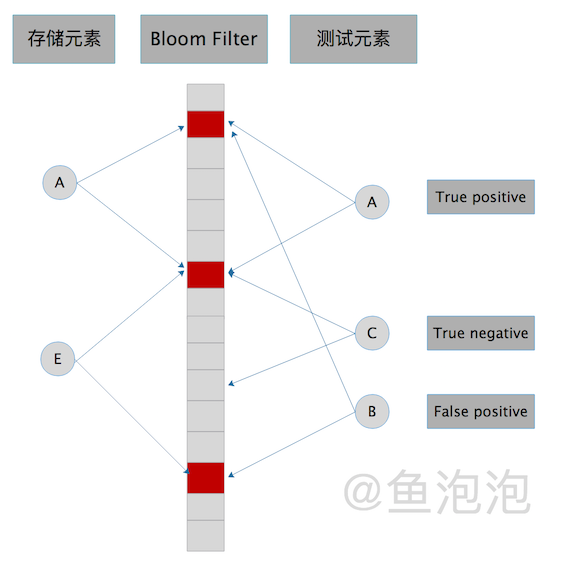 存储元素
Bloom Filter
测试元素
A
A
True positive
C
True negative
E
B
False positive
@鱼泡泡